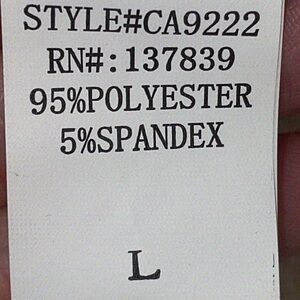 STYLE#CA9222
RN#:137839
95%POLYESTER
5%SPANDEX
L